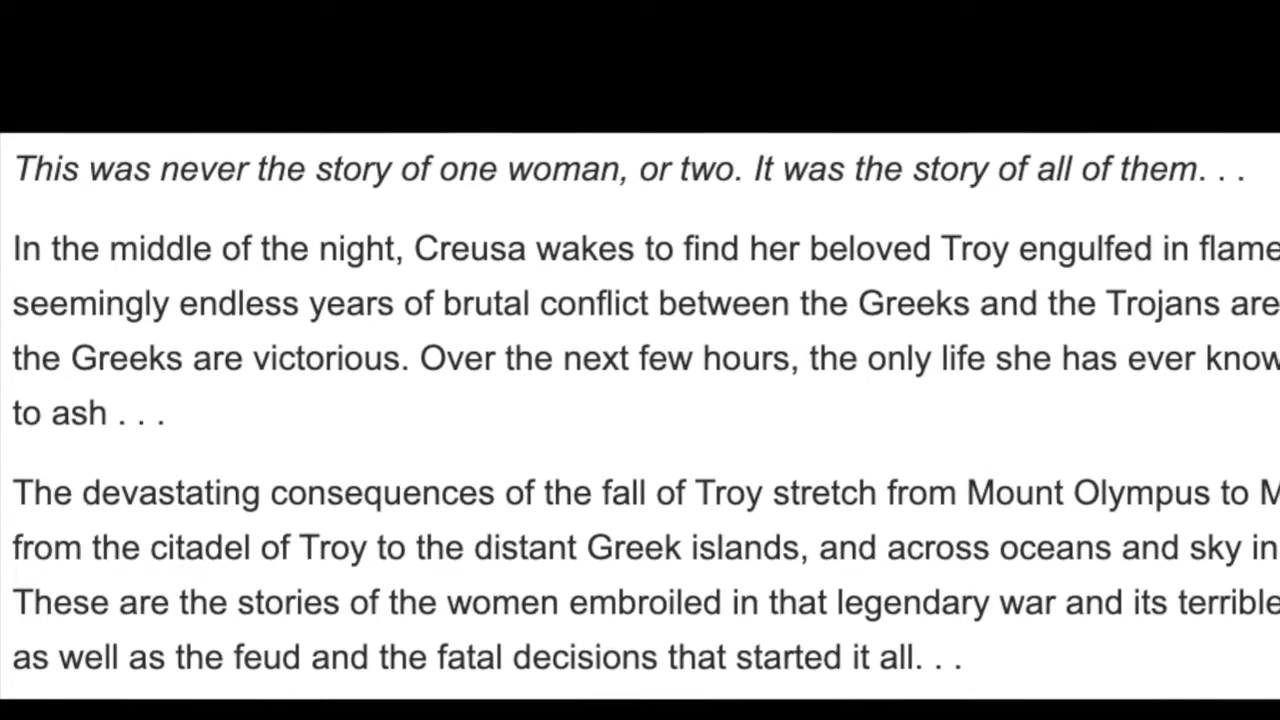 This was never the story of one woman, or two. It was the story of all of them. . .
In the middle of the night, Creusa wakes to find her beloved Troy engulfed in flame
seemingly endless years of brutal conflict between the Greeks and the Trojans are
the Greeks are victorious. Over the next few hours, the only life she has ever know
to ash . . .
The devastating consequences of the fall of Troy stretch from Mount Olympus to M
from the citadel of Troy to the distant Greek islands, and across oceans and sky in
These are the stories of the women embroiled in that legendary war and its terrible
as well as the feud and the fatal decisions that started it all. . .